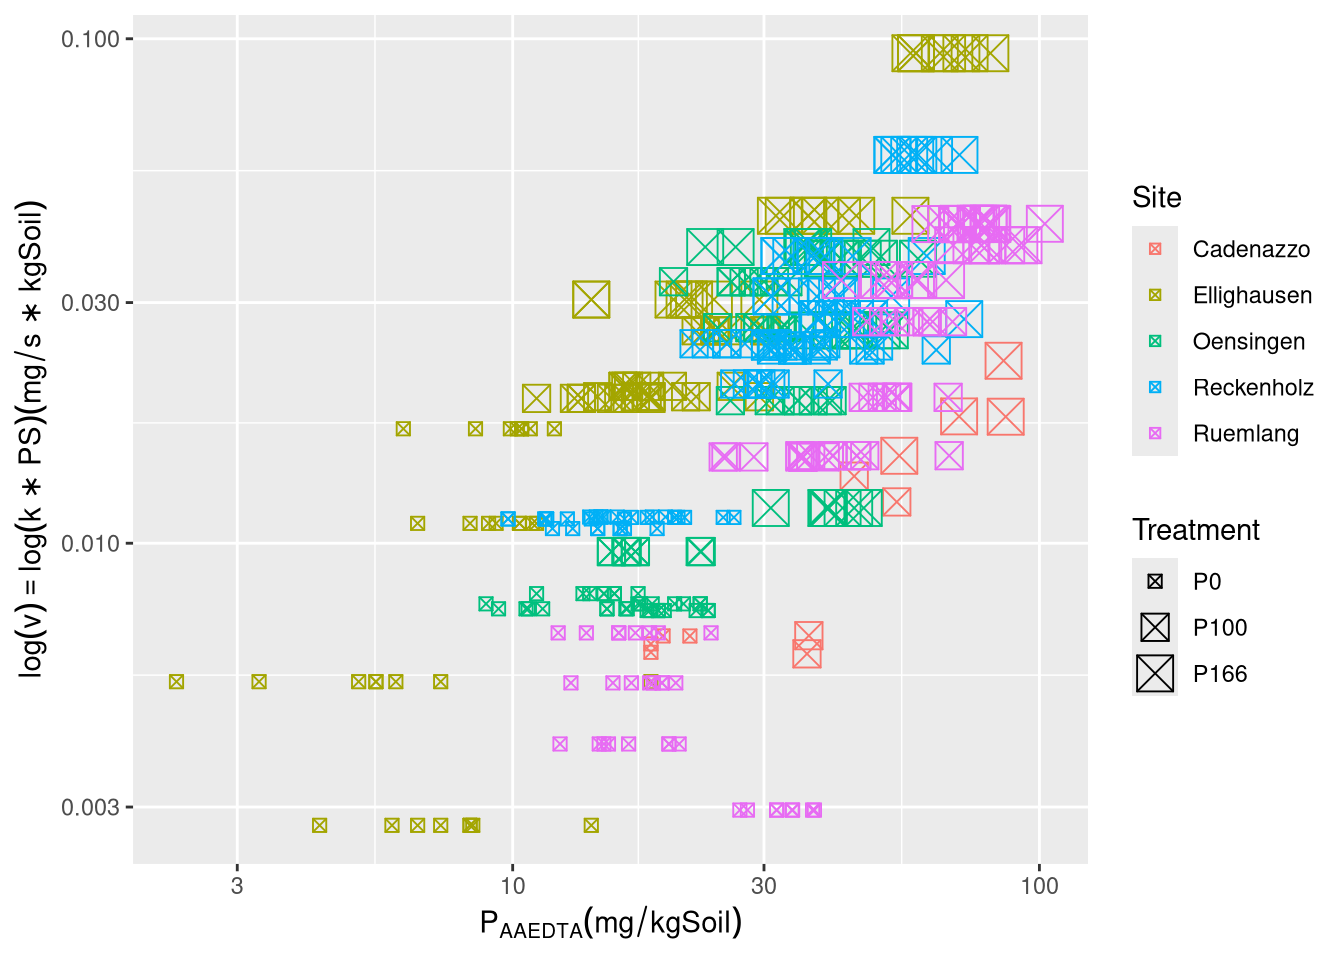 0.100
0.030
0.010
0.003
log(v) = log(k ∗ PS)(mg/s ∗ kgSoil)
3
10
30
100
P_AAEDTA(mg/kgSoil)
Site
Cadenazzo
Ellighausen
Oensingen
Reckenholz
Ruemlang
Treatment
P0
P100
P166